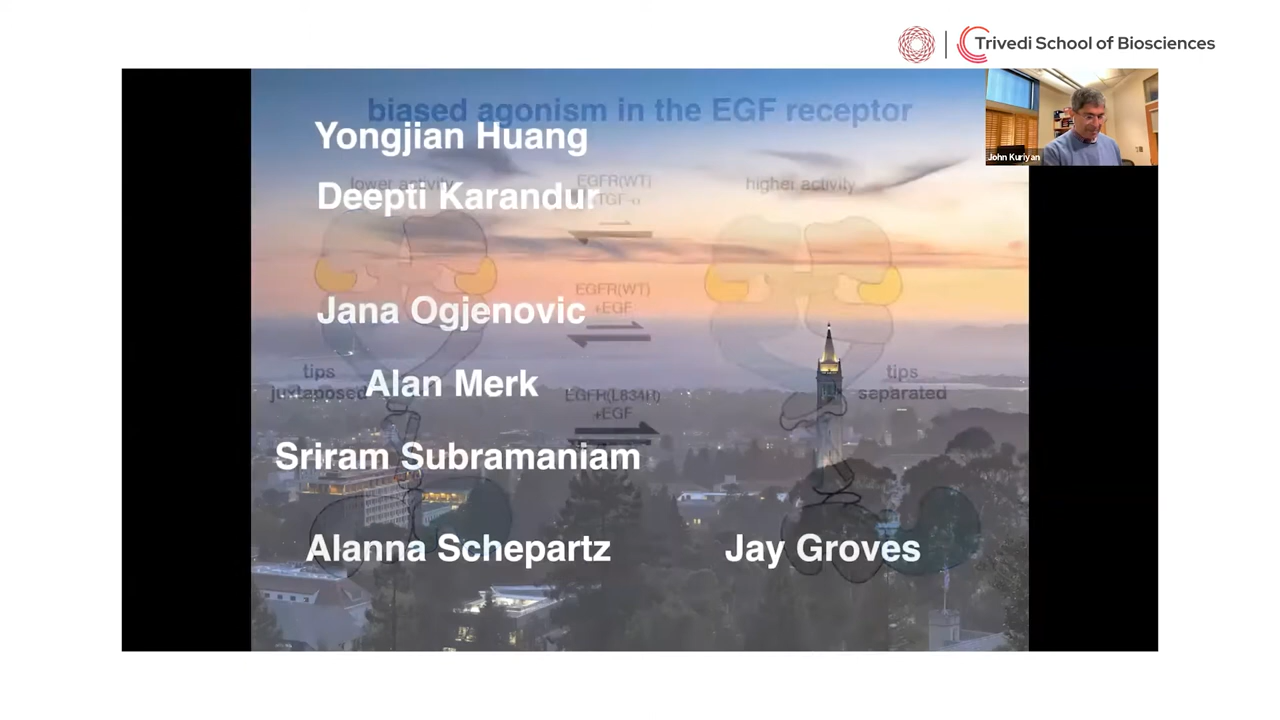 Trivedi School of Biosciences
John Kuriyan
biased agonism in the EGF receptor
Yongjian Huang
lower activity
EGFR(WT)
+TGF-α
higher activity
Deepti Karandur
EGFR(WT)
+EGF
Jana Ogjenovic
tips
juxtaposed
tips
separated
Alan Merk
EGFR(L834R)
+EGF
Sriram Subramaniam
Alanna Schepartz
Jay Groves